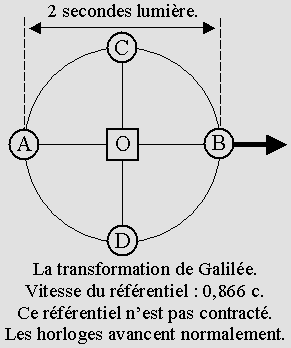 2 secondes lumière.
C
A
O
B
D
La transformation de Galilée.
Vitesse du référentiel : 0,866 c.
Ce référentiel n'est pas contracté.
Les horloges avancent normalement.